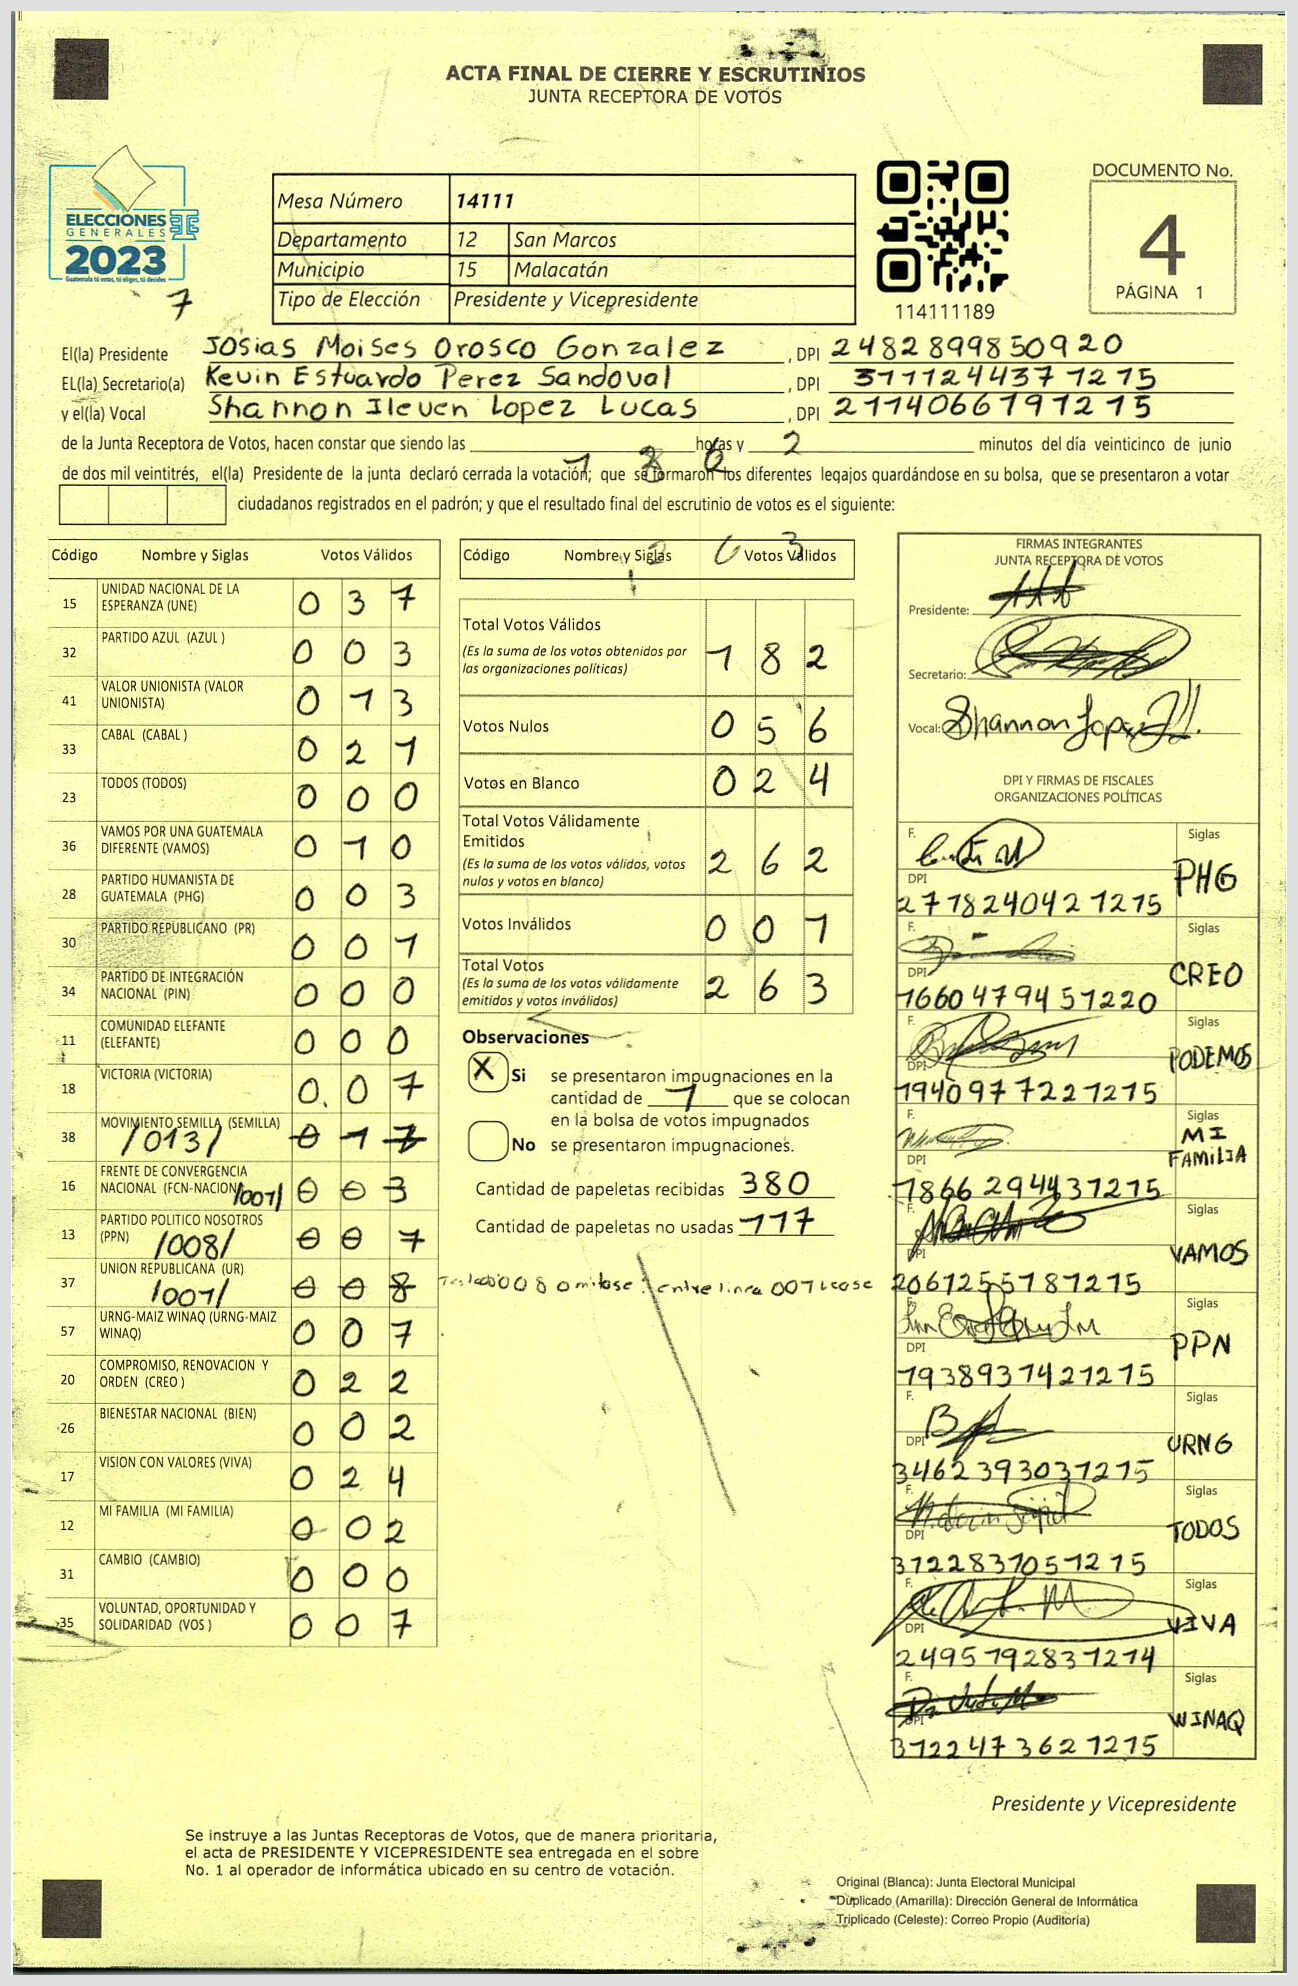 ACTA FINAL DE CIERRE Y ESCRUTINIOS
JUNTA RECEPTORA DE VOTOS
ELECCIONES
GENERALES
2023
Guatemala tú votas, tú eliges, tú decides
7
Mesa Número 14111
Departamento 12 San Marcos
Municipio 15 Malacatán
Tipo de Elección Presidente y Vicepresidente
114111189
DOCUMENTO No.
4
PÁGINA 1
El(la) Presidente Josias Moises Orosco Gonzalez , DPI 2482899850920
EL(la) Secretario(a) Kevin Estuardo Perez Sandoval , DPI 3111244371215
y el(la) Vocal Shannon Ileven Lopez Lucas , DPI 2114066191215
de la Junta Receptora de Votos, hacen constar que siendo las horas y minutos del día veinticinco de junio
1 8 6 2
de dos mil veintitrés, el(la) Presidente de la junta declaró cerrada la votación; que se formaron los diferentes legajos guardándose en su bolsa, que se presentaron a votar
ciudadanos registrados en el padrón; y que el resultado final del escrutinio de votos es el siguiente:
2 6 3
Código Nombre y Siglas Votos Válidos
15 UNIDAD NACIONAL DE LA ESPERANZA (UNE) 0 3 7
32 PARTIDO AZUL (AZUL ) 0 0 3
41 VALOR UNIONISTA (VALOR UNIONISTA) 0 1 3
33 CABAL (CABAL ) 0 2 1
23 TODOS (TODOS) 0 0 0
36 VAMOS POR UNA GUATEMALA DIFERENTE (VAMOS) 0 1 0
28 PARTIDO HUMANISTA DE GUATEMALA (PHG) 0 0 3
30 PARTIDO REPUBLICANO (PR) 0 0 1
34 PARTIDO DE INTEGRACIÓN NACIONAL (PIN) 0 0 0
11 COMUNIDAD ELEFANTE (ELEFANTE) 0 0 0
18 VICTORIA (VICTORIA) 0 0 7
38 MOVIMIENTO SEMILLA (SEMILLA) /013/ 0 1
16 FRENTE DE CONVERGENCIA NACIONAL (FCN-NACION /001/ 0 0 3
13 PARTIDO POLITICO NOSOTROS (PPN) /008/ 0 0 7
37 UNION REPUBLICANA (UR) /001/ 0 0 8
57 URNG-MAIZ WINAQ (URNG-MAIZ WINAQ) 0 0 7
20 COMPROMISO, RENOVACION Y ORDEN (CREO ) 0 2 2
26 BIENESTAR NACIONAL (BIEN) 0 0 2
17 VISION CON VALORES (VIVA) 0 2 4
12 MI FAMILIA (MI FAMILIA) 0 0 2
31 CAMBIO (CAMBIO) 0 0 0
35 VOLUNTAD, OPORTUNIDAD Y SOLIDARIDAD (VOS ) 0 0 7
Código Nombre y Siglas Votos Válidos
Total Votos Válidos
(Es la suma de los votos obtenidos por las organizaciones políticas) 1 8 2
Votos Nulos 0 5 6
Votos en Blanco 0 2 4
Total Votos Válidamente Emitidos
(Es la suma de los votos válidos, votos nulos y votos en blanco) 2 6 2
Votos Inválidos 0 0 1
Total Votos
(Es la suma de los votos válidamente emitidos y votos inválidos) 2 6 3
Observaciones
X Si se presentaron impugnaciones en la
cantidad de 1 que se colocan
en la bolsa de votos impugnados
No se presentaron impugnaciones.
Cantidad de papeletas recibidas 380
Cantidad de papeletas no usadas 117
008 omitase: entre linea 001 lease
FIRMAS INTEGRANTES
JUNTA RECEPTORA DE VOTOS
Presidente:
Secretario:
Vocal: Shannon Lopez
DPI Y FIRMAS DE FISCALES
ORGANIZACIONES POLÍTICAS
F. Siglas
DPI PHG
2718240421215
F. Siglas
DPI CREO
1660479451220
F. Siglas
DPI PODEMOS
1940977221215
F. Siglas
DPI MI FAMILIA
1866294431215
F. Siglas
DPI VAMOS
2061255181215
F. Siglas
DPI PPN
1938931421215
F. Siglas
DPI URNG
3462393031215
F. Siglas
DPI TODOS
3122831051215
F. Siglas
DPI VIVA
2495192831214
F. Siglas
DPI WINAQ
3122473621215
Presidente y Vicepresidente
Se instruye a las Juntas Receptoras de Votos, que de manera prioritaria,
el acta de PRESIDENTE Y VICEPRESIDENTE sea entregada en el sobre
No. 1 al operador de informática ubicado en su centro de votación.
Original (Blanca): Junta Electoral Municipal
Duplicado (Amarilla): Dirección General de Informática
Triplicado (Celeste): Correo Propio (Auditoría)